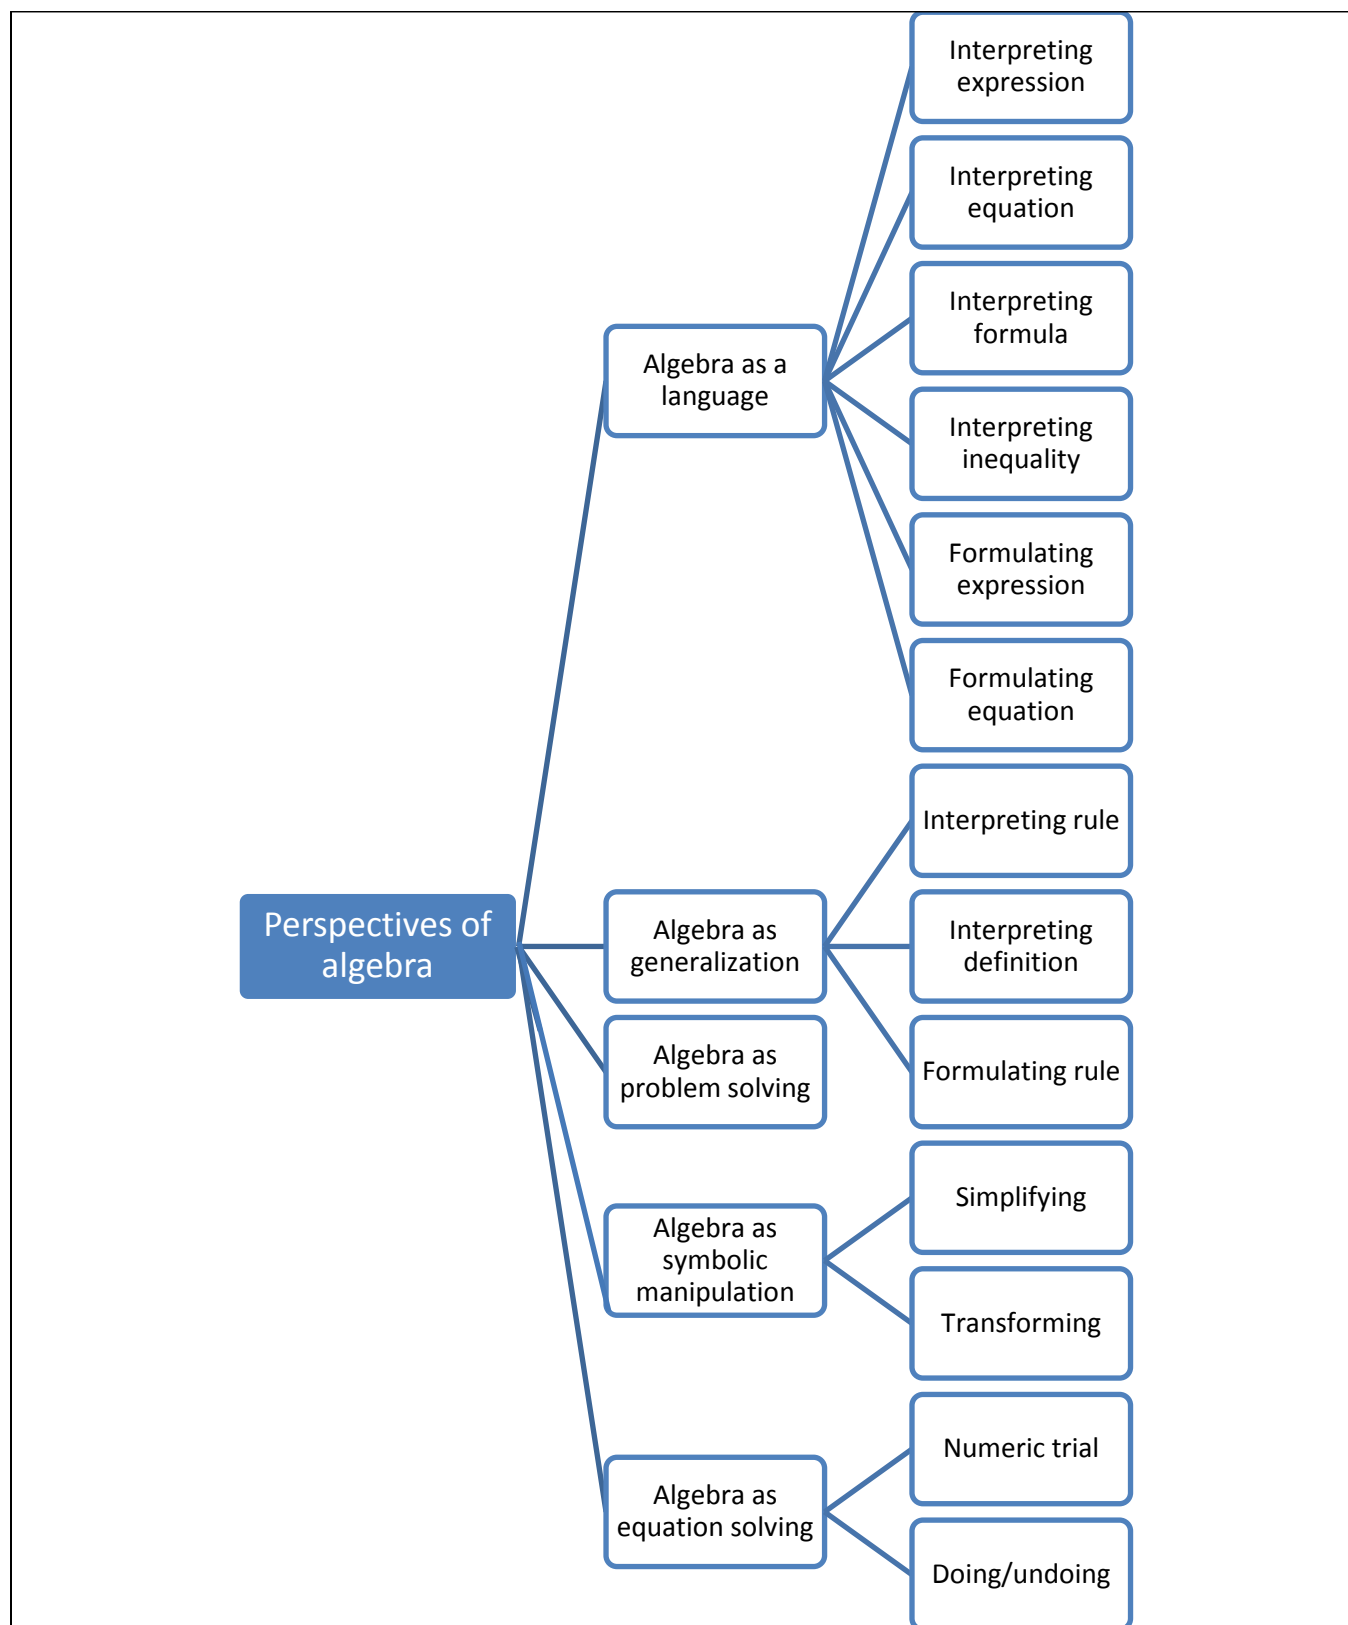 Perspectives of
algebra
Algebra as a
language
Interpreting
expression
Interpreting
equation
Interpreting
formula
Interpreting
inequality
Formulating
expression
Formulating
equation
Algebra as
generalization
Interpreting rule
Interpreting
definition
Formulating rule
Algebra as
problem solving
Algebra as
symbolic
manipulation
Simplifying
Transforming
Algebra as
equation solving
Numeric trial
Doing/undoing